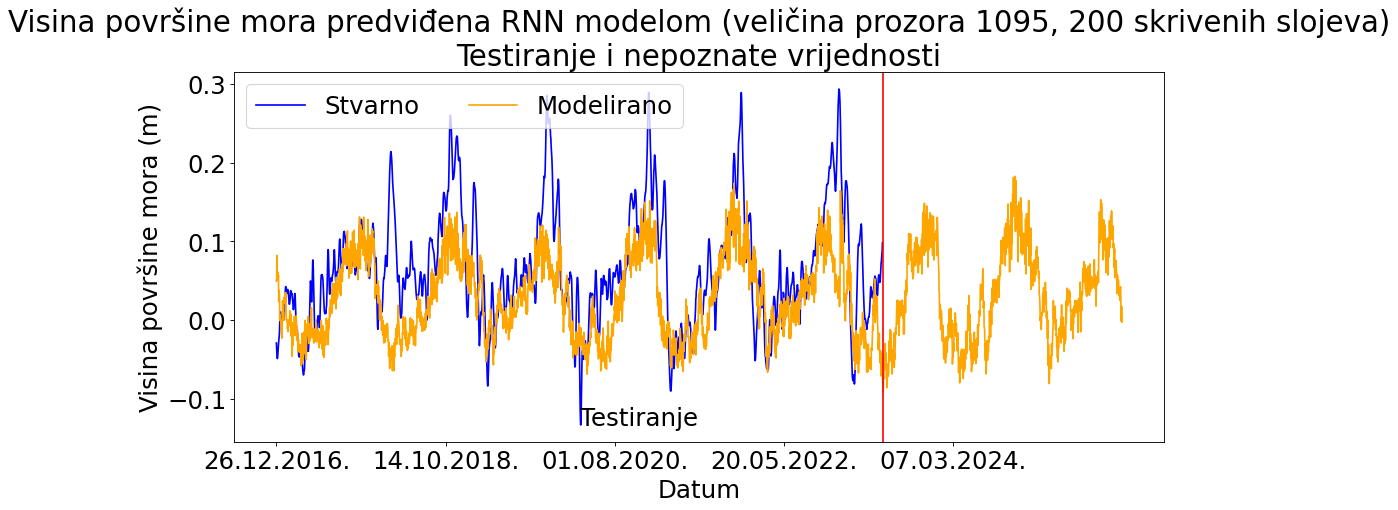 Visina površine mora predviđena RNN modelom (veličina prozora 1095, 200 skrivenih slojeva)
Testiranje i nepoznate vrijednosti
Stvarno
Modelirano
Visina površine mora (m)
0.3
0.2
0.1
0.0
−0.1
Testiranje
26.12.2016.
14.10.2018.
01.08.2020.
20.05.2022.
07.03.2024.
Datum